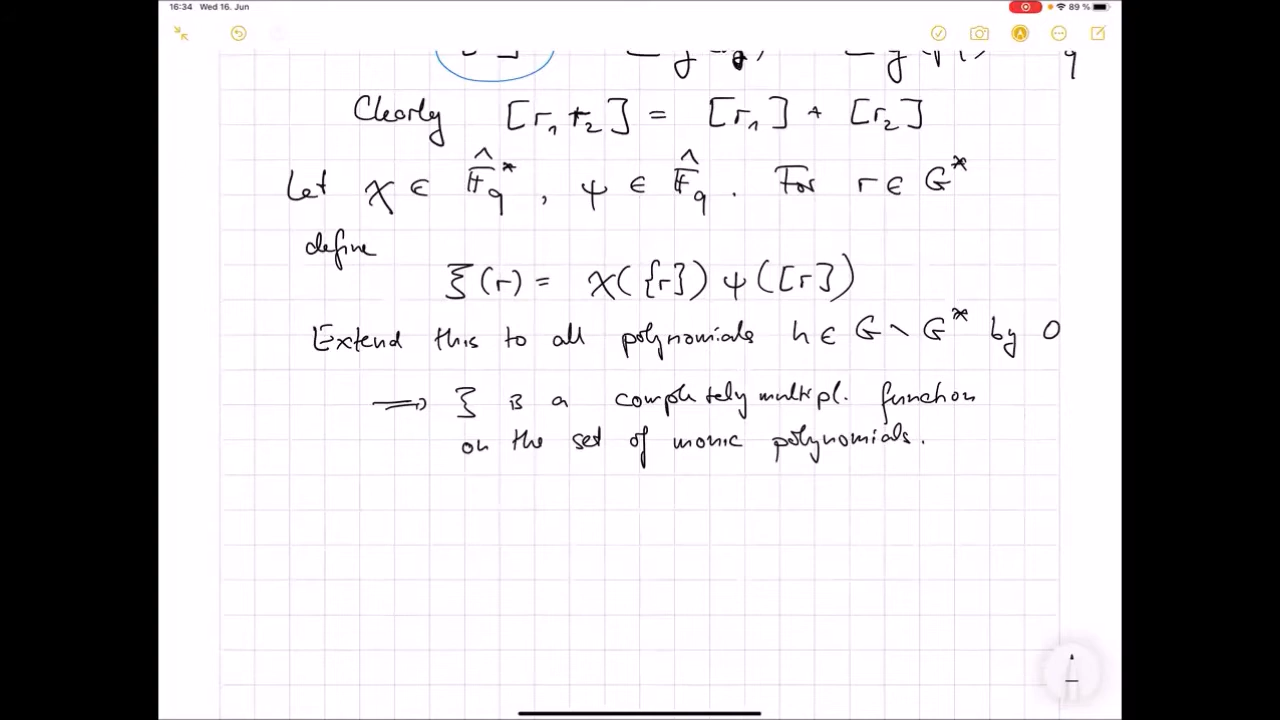 16:34 Wed 16. Jun 89 %
Clearly [r₁ r₂] = [r₁] + [r₂]
Let χ ∈ F̂q*, ψ ∈ F̂q. For r ∈ G*
define
ξ(r) = χ({r}) ψ([r])
Extend this to all polynomials h ∈ G \ G* by 0
⟹ ξ is a completely multipl. function
on the set of monic polynomials.